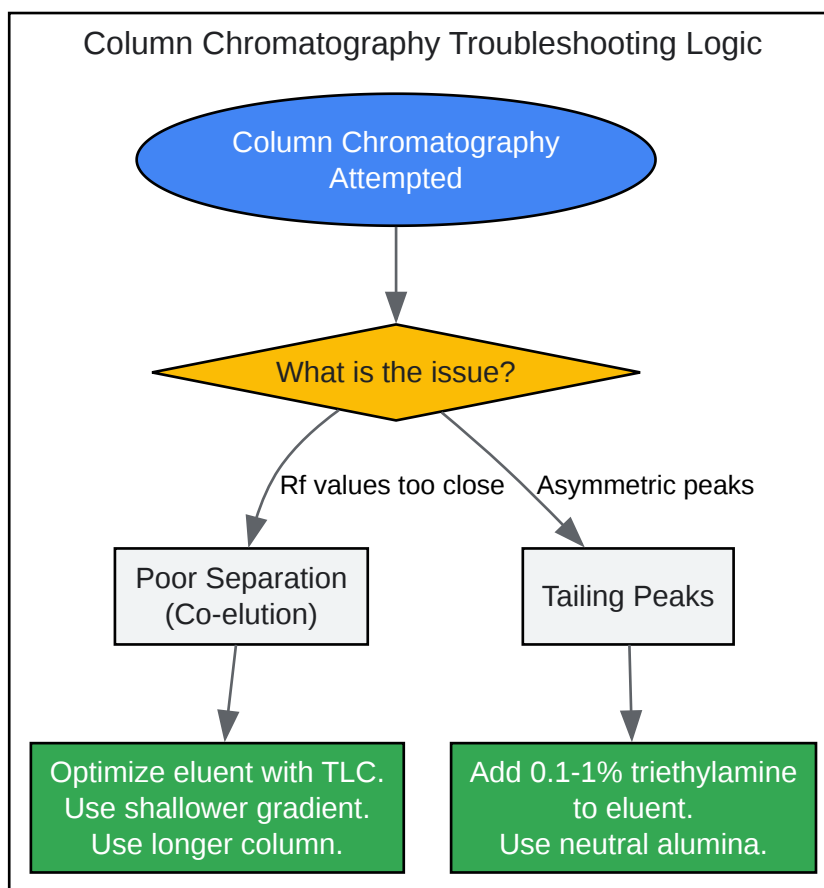 Column Chromatography Troubleshooting Logic
Column Chromatography
Attempted
What is the issue?
Rf values too close
Asymmetric peaks
Poor Separation
(Co-elution)
Tailing Peaks
Optimize eluent with TLC.
Use shallower gradient.
Use longer column.
Add 0.1-1% triethylamine
to eluent.
Use neutral alumina.